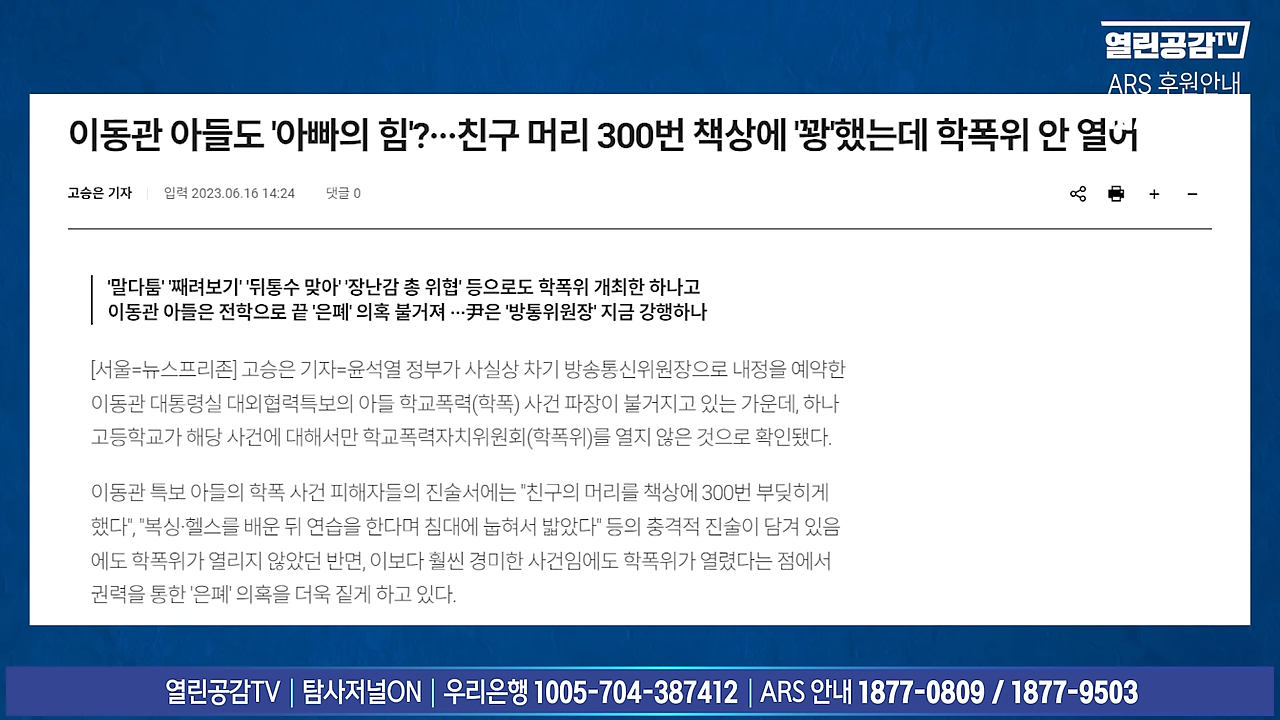 열린공감TV
ARS 후원안내
이동관 아들도 '아빠의 힘'?…친구 머리 300번 책상에 '꽝'했는데 학폭위 안 열어
고승은 기자 입력 2023.06.16 14:24 댓글 0
'말다툼' '째려보기' '뒤통수 맞아' '장난감 총 위협' 등으로도 학폭위 개최한 하나고
이동관 아들은 전학으로 끝 '은폐' 의혹 불거져 …尹은 '방통위원장' 지금 강행하나
[서울=뉴스프리존] 고승은 기자=윤석열 정부가 사실상 차기 방송통신위원장으로 내정을 예약한
이동관 대통령실 대외협력특보의 아들 학교폭력(학폭) 사건 파장이 불거지고 있는 가운데, 하나
고등학교가 해당 사건에 대해서만 학교폭력자치위원회(학폭위)를 열지 않은 것으로 확인됐다.
이동관 특보 아들의 학폭 사건 피해자들의 진술서에는 "친구의 머리를 책상에 300번 부딪히게
했다", "복싱·헬스를 배운 뒤 연습을 한다며 침대에 눕혀서 밟았다" 등의 충격적 진술이 담겨 있음
에도 학폭위가 열리지 않았던 반면, 이보다 훨씬 경미한 사건임에도 학폭위가 열렸다는 점에서
권력을 통한 '은폐' 의혹을 더욱 짙게 하고 있다.
열린공감TV | 탐사저널ON | 우리은행 1005-704-387412 | ARS 안내 1877-0809 / 1877-9503